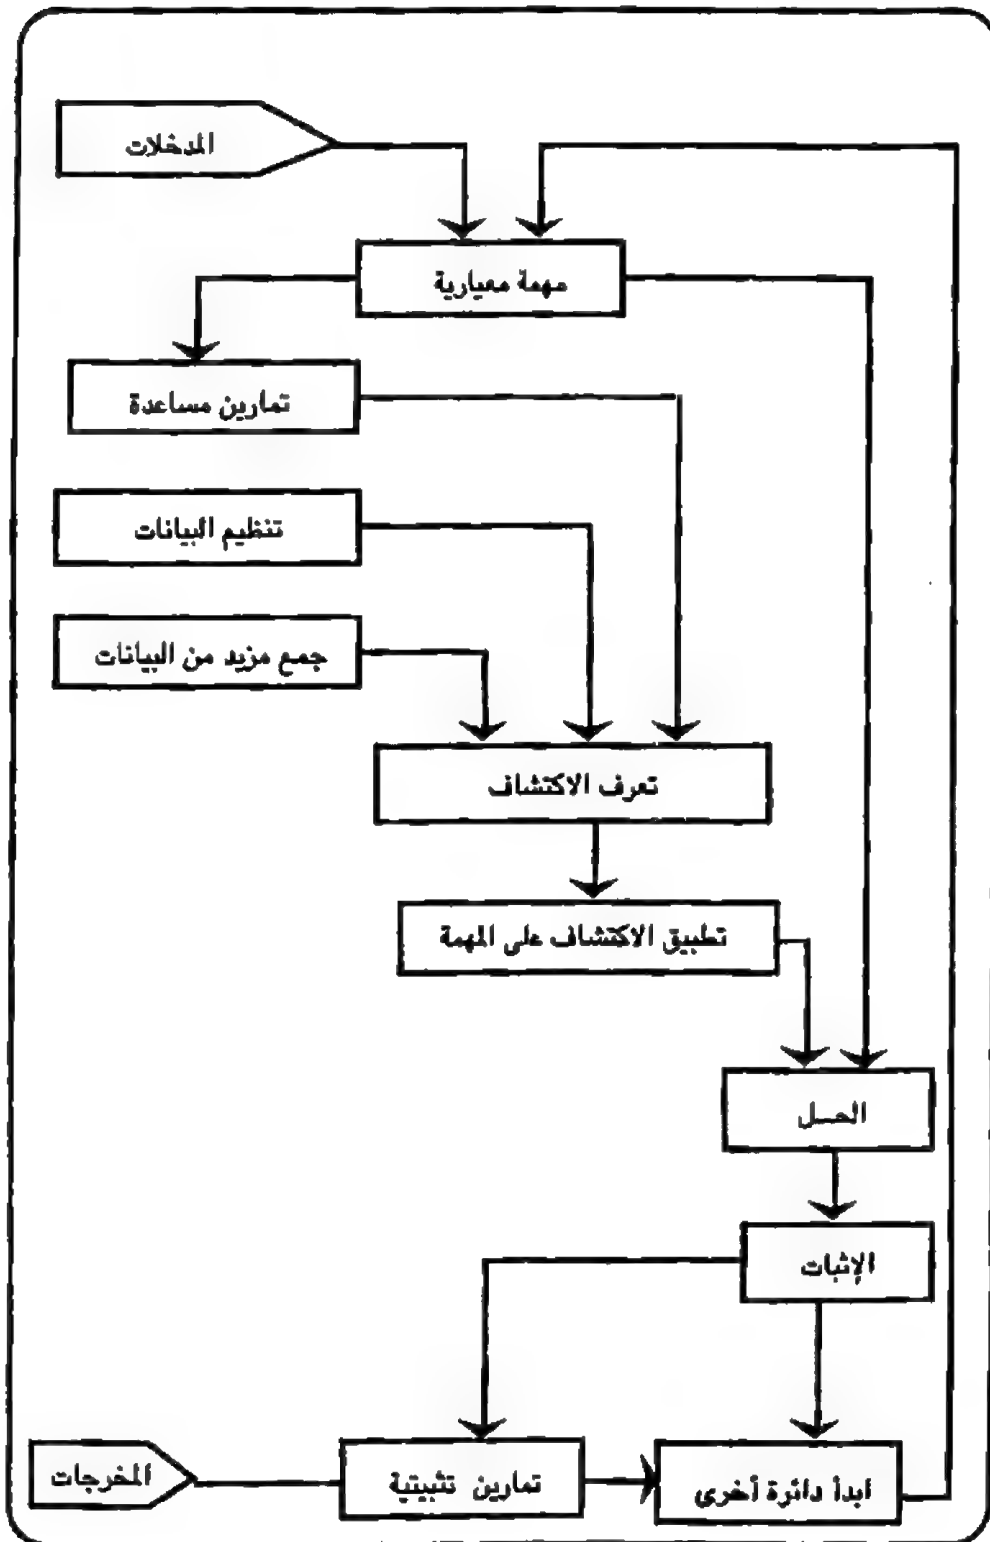 المدخلات
مهمة معيارية
تمارين مساعدة
تنظيم البيانات
جمع مزيد من البيانات
تعرف الاكتشاف
تطبيق الاكتشاف على المهمة
الحـــل
الإثبات
ابدأ دائرة أخرى
تمارين تثبيتية
المخرجات